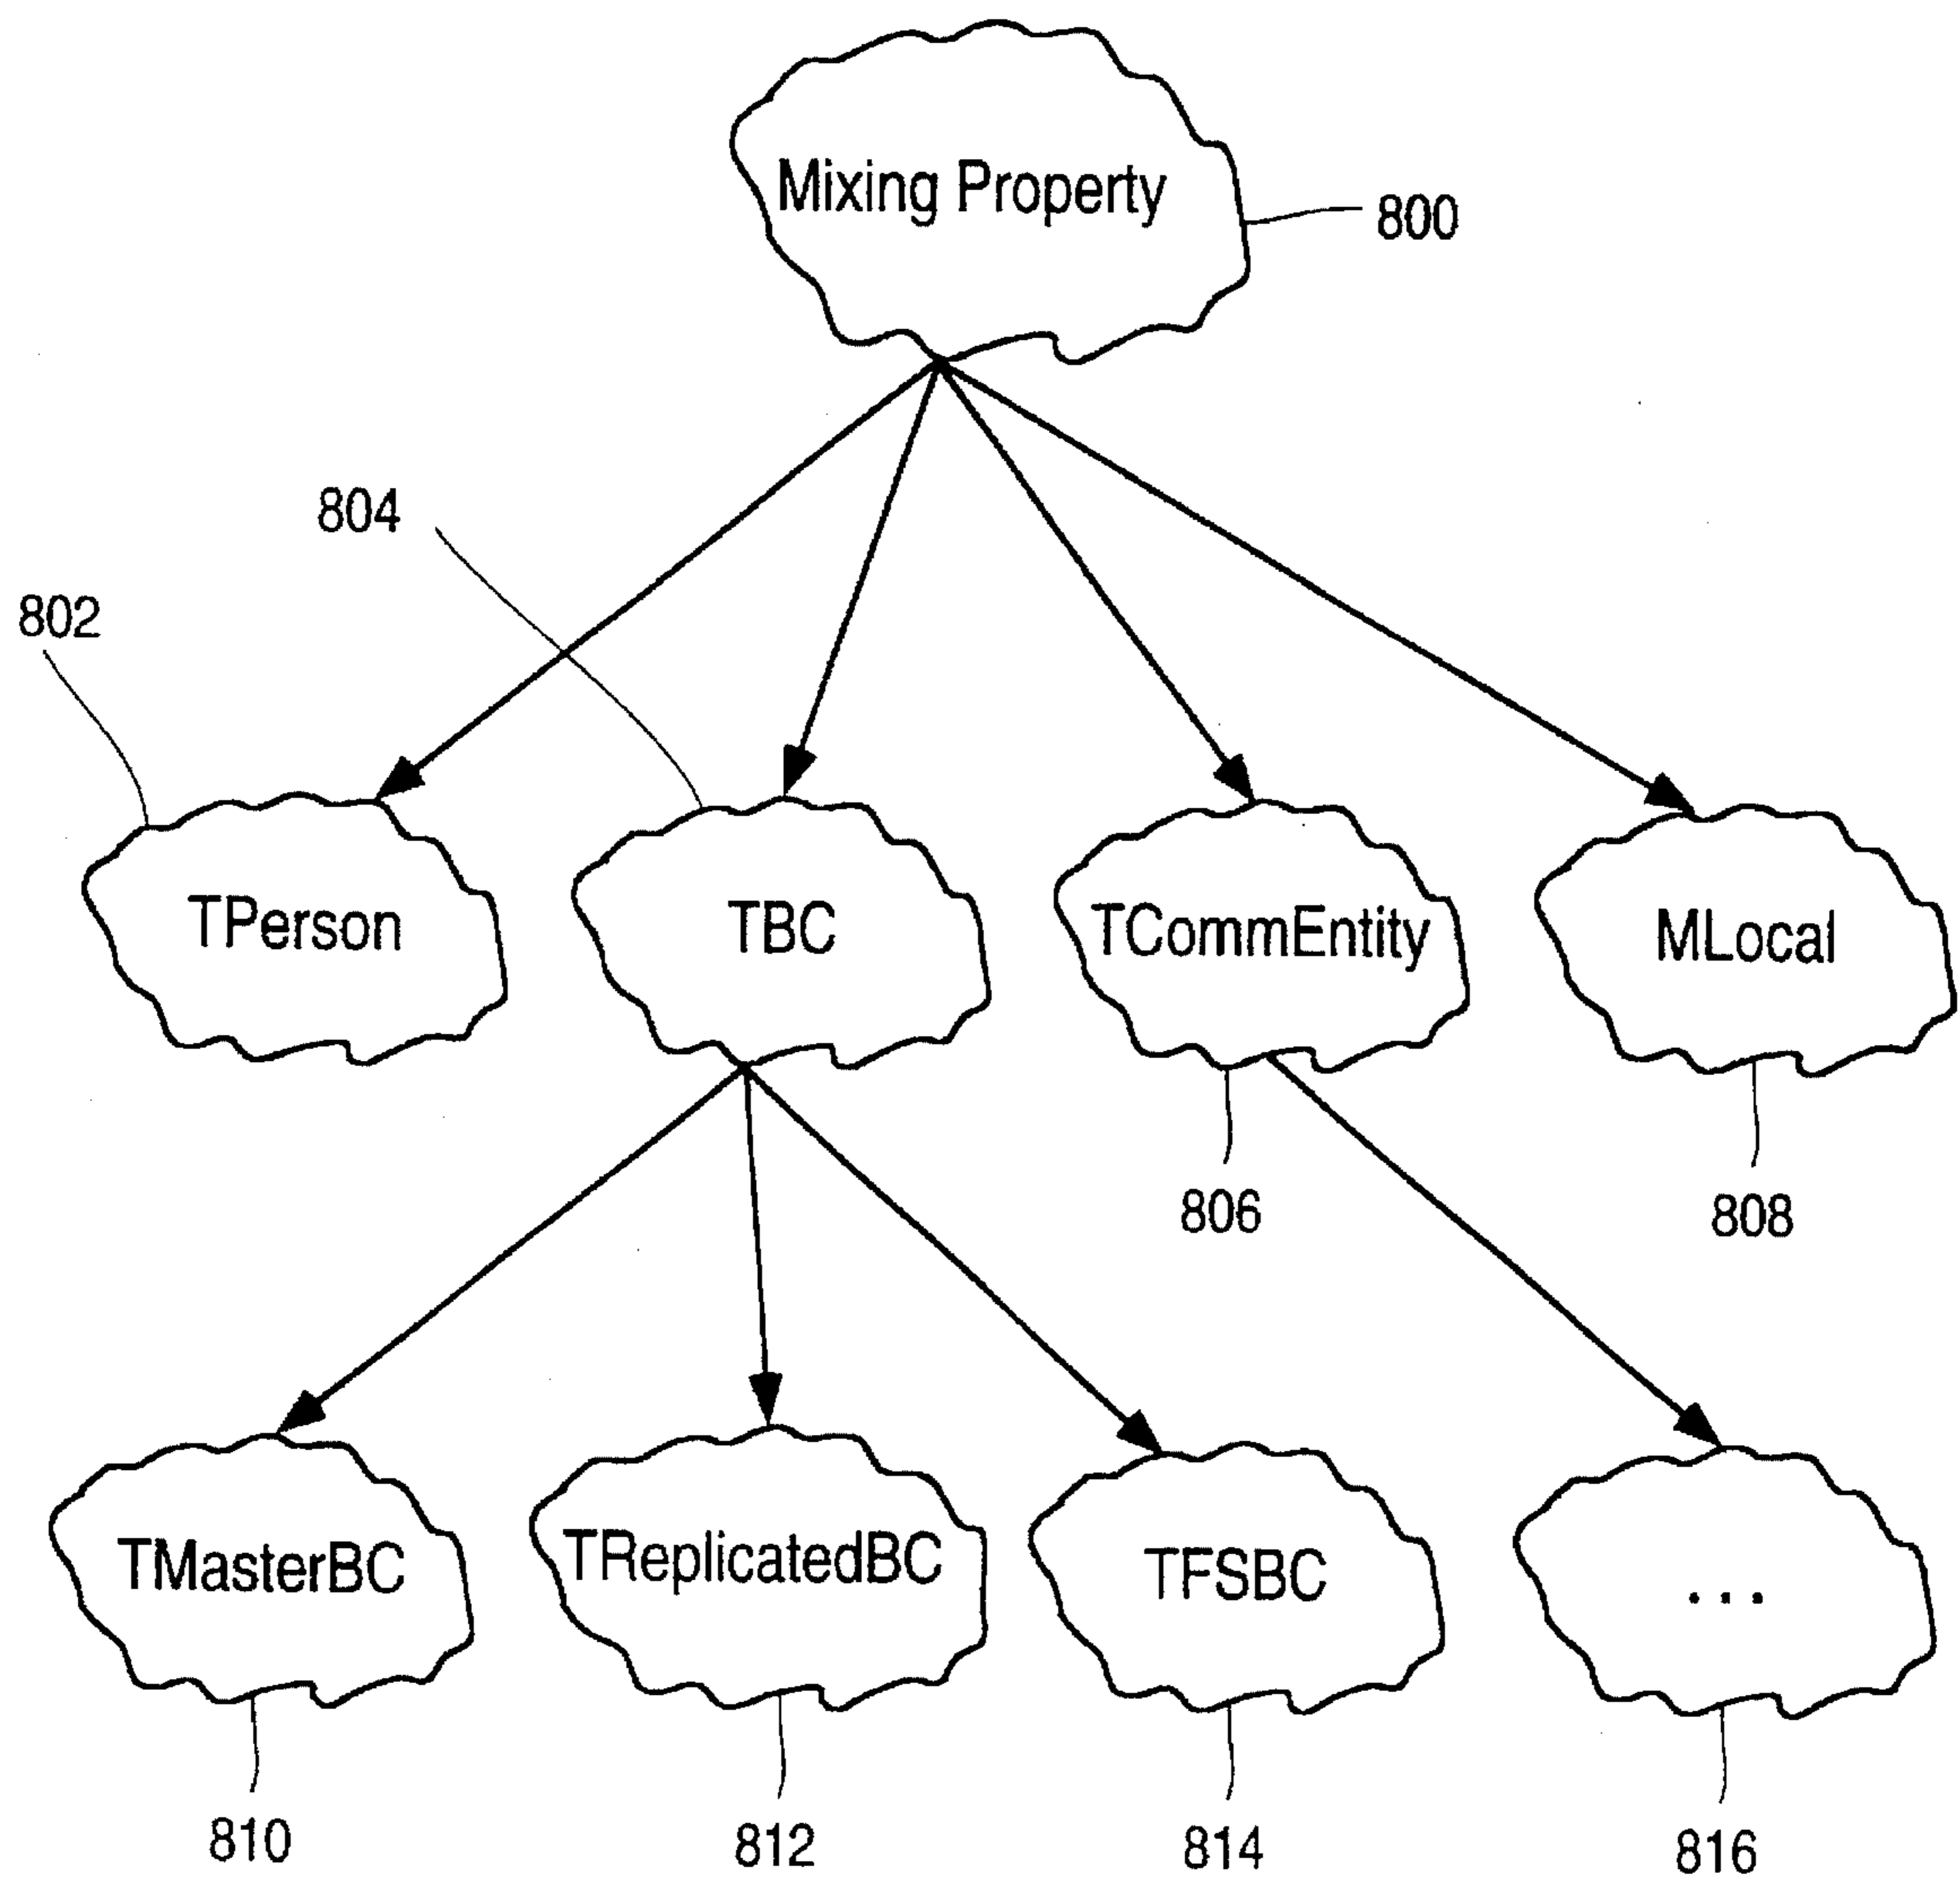 Mixing Property
800
804
802
TPerson
TBC
TCommEntity
MLocal
806
808
TMasterBC
TReplicatedBC
TFSBC
...
810
812
814
816